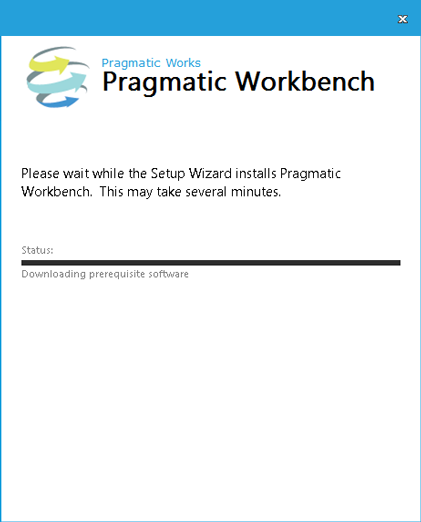 Pragmatic Works
Pragmatic Workbench
Please wait while the Setup Wizard installs Pragmatic
Workbench.  This may take several minutes.
Status:
Downloading prerequisite software